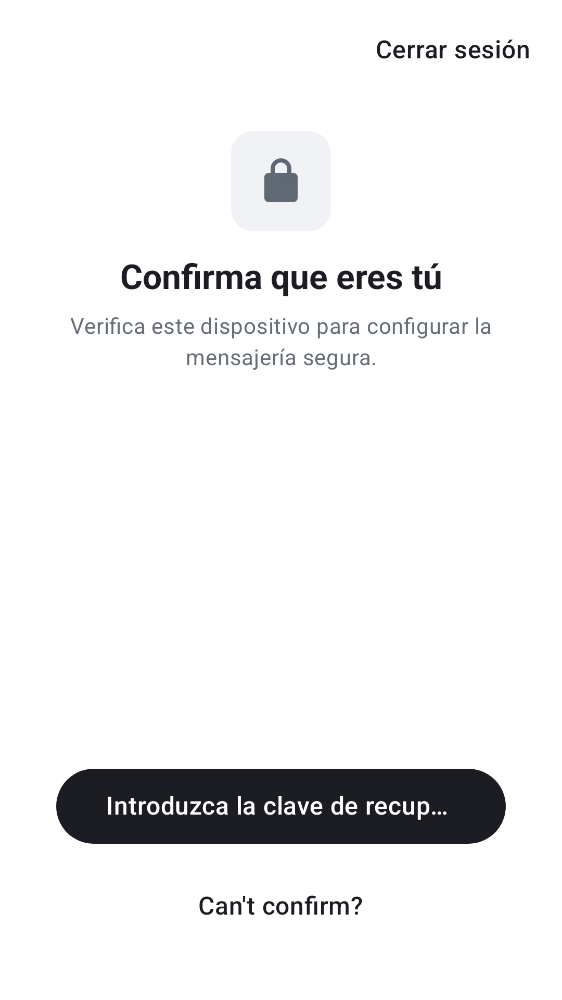 Cerrar sesión
Confirma que eres tú
Verifica este dispositivo para configurar la
mensajería segura.
Introduzca la clave de recup…
Can't confirm?